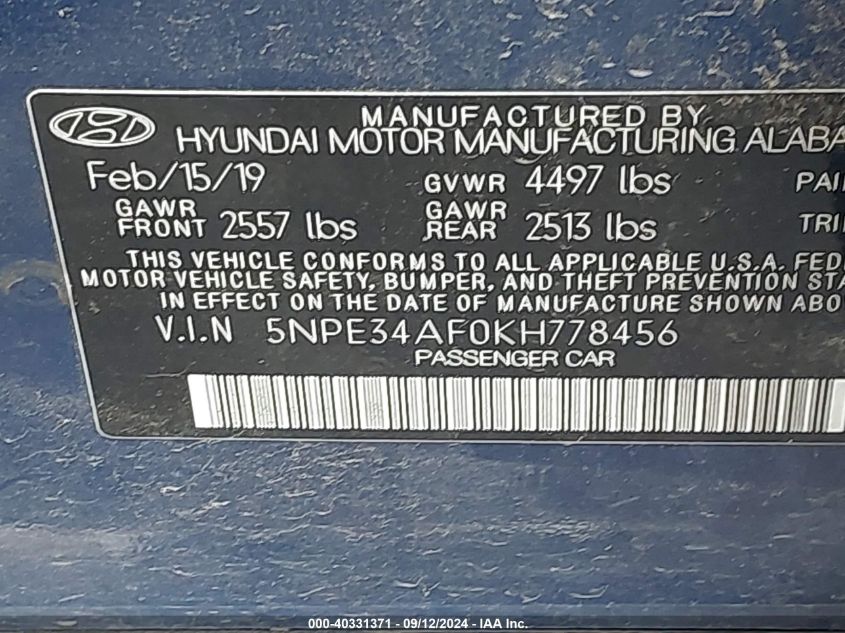 MANUFACTURED BY
HYUNDAI MOTOR MANUFACTURING ALABA
Feb/15/19 GVWR 4497 lbs PAI
GAWR FRONT 2557 lbs GAWR REAR 2513 lbs TRI
THIS VEHICLE CONFORMS TO ALL APPLICABLE U.S.A. FED
MOTOR VEHICLE SAFETY, BUMPER, AND THEFT PREVENTION STA
IN EFFECT ON THE DATE OF MANUFACTURE SHOWN ABO
V.I.N 5NPE34AF0KH778456
PASSENGER CAR
000-40331371 - 09/12/2024 - IAA Inc.